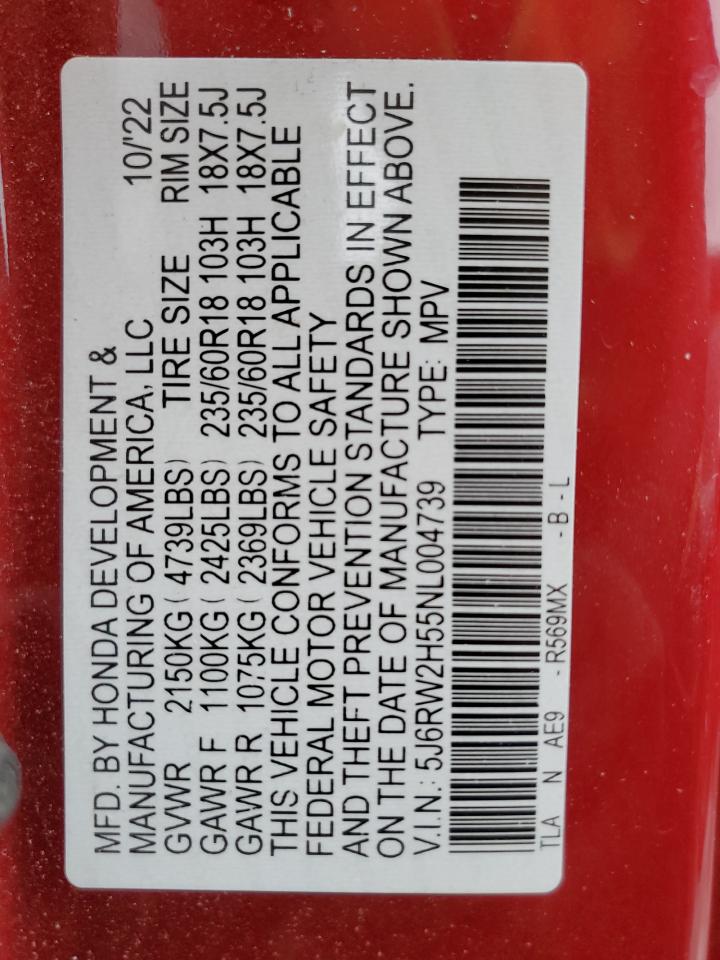 MFD. BY HONDA DEVELOPMENT &
MANUFACTURING OF AMERICA, LLC 10/'22
GVWR 2150KG ( 4739LBS) TIRE SIZE RIM SIZE
GAWR F 1100KG ( 2425LBS) 235/60R18 103H 18X7.5J
GAWR R 1075KG ( 2369LBS) 235/60R18 103H 18X7.5J
THIS VEHICLE CONFORMS TO ALL APPLICABLE
FEDERAL MOTOR VEHICLE SAFETY
AND THEFT PREVENTION STANDARDS IN EFFECT
ON THE DATE OF MANUFACTURE SHOWN ABOVE.
V.I.N.: 5J6RW2H55NL004739 TYPE: MPV
TLA N AE9 - R569MX - B - L